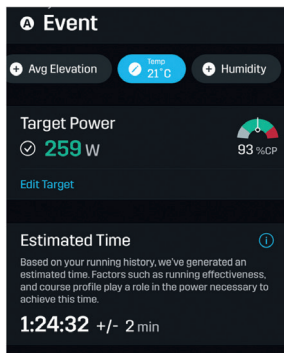 A Event
Avg Elevation
Temp
21°C
Humidity
Target Power
259 W
93 %CP
Edit Target
Estimated Time
Based on your running history, we've generated an
estimated time. Factors such as running effectiveness,
and course profile play a role in the power necessary to
achieve this time.
1:24:32 +/- 2 min